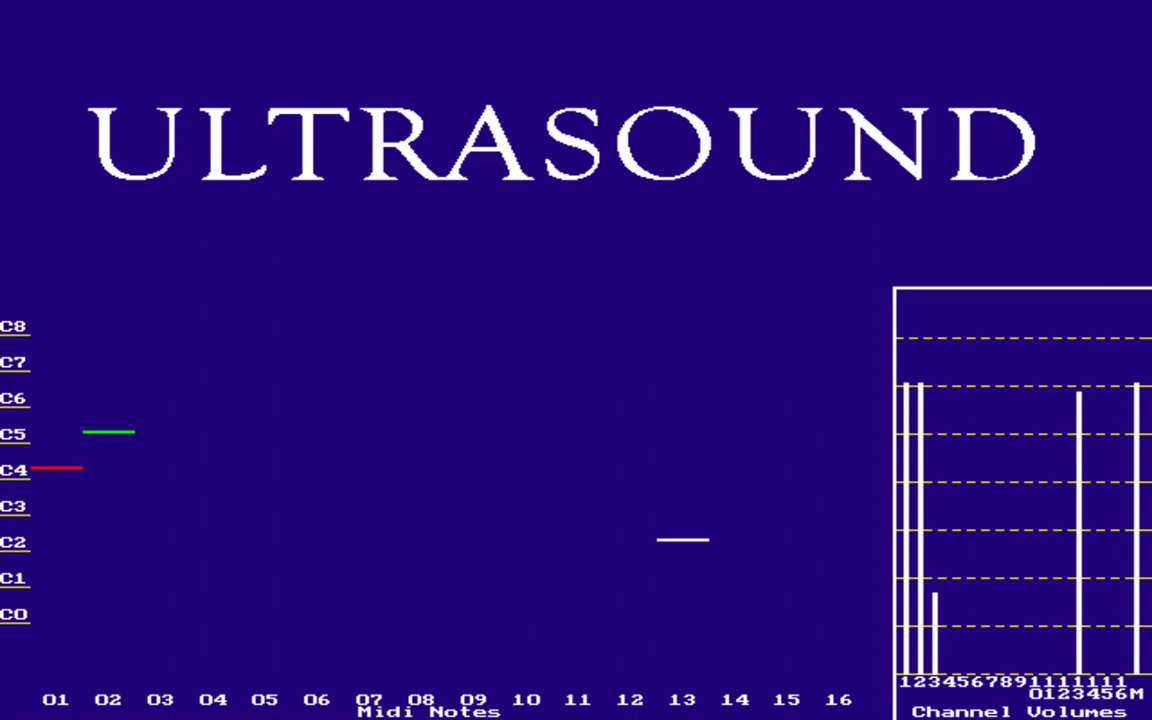 ULTRASOUND
C8
C7
C6
C5
C4
C3
C2
C1
C0
01 02 03 04 05 06 07 08 09 10 11 12 13 14 15 16
Midi Notes
1234567891111111
0123456M
Channel Volumes